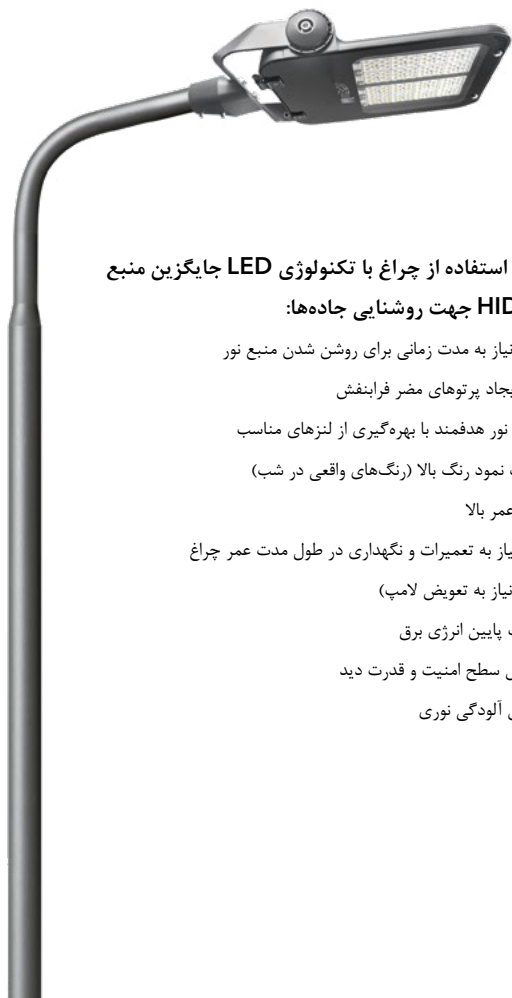 استفاده از چراغ با تکنولوژی LED جایگزین منبع
HID جهت روشنایی جاده‌ها:
نیاز به مدت زمانی برای روشن شدن منبع نور
یجاد پرتوهای مضر فرابنفش
نور هدفمند با بهره‌گیری از لنزهای مناسب
نمود رنگ بالا (رنگ‌های واقعی در شب)
عمر بالا
یاز به تعمیرات و نگهداری در طول مدت عمر چراغ
نیاز به تعویض لامپ)
پایین انرژی برق
سطح امنیت و قدرت دید
آلودگی نوری